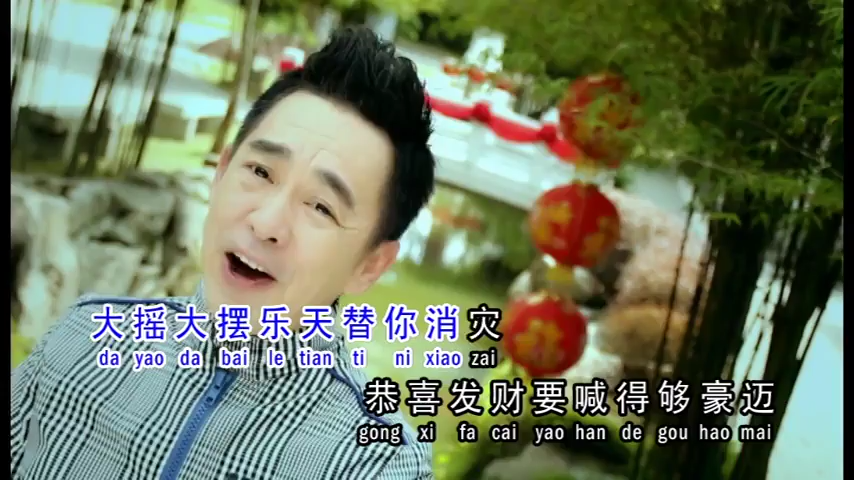 大摇大摆乐天替你消灾
da yao da bai le tian ti ni xiao zai
恭喜发财要喊得够豪迈
gong xi fa cai yao han de gou hao mai